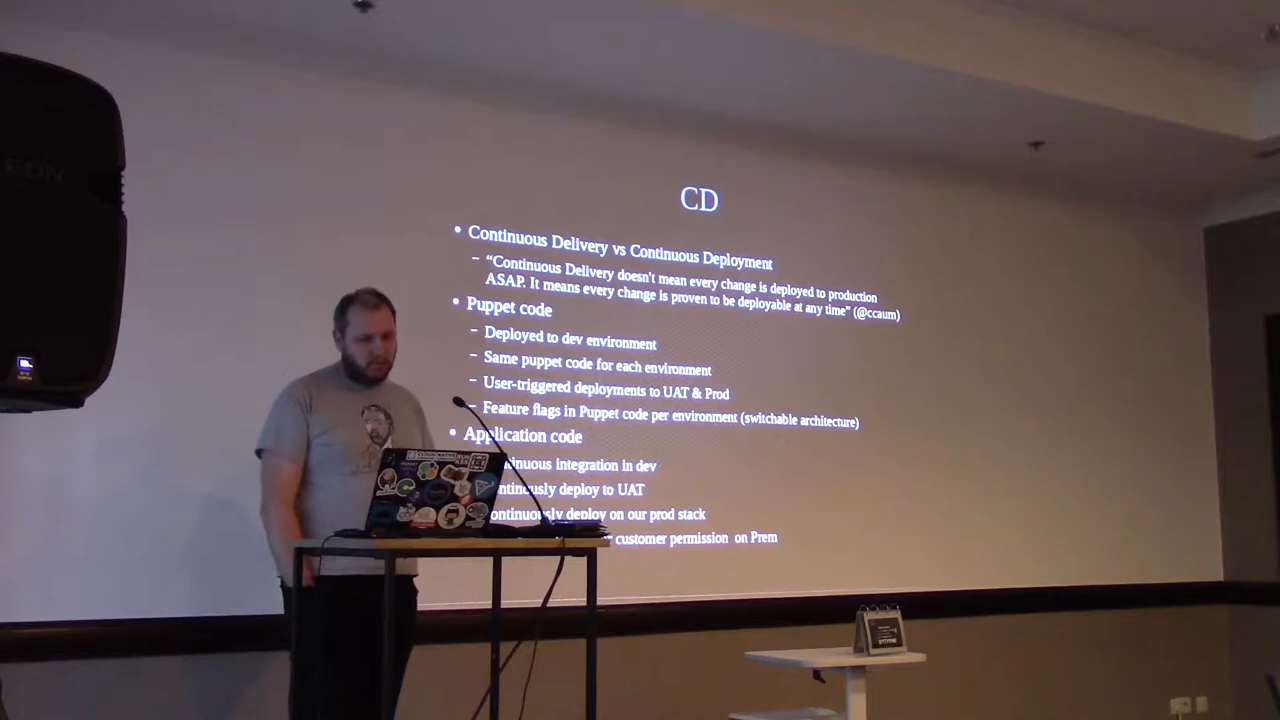 CD
• Continuous Delivery vs Continuous Deployment
– “Continuous Delivery doesn't mean every change is deployed to production
ASAP. It means every change is proven to be deployable at any time” (@ccaum)
• Puppet code
– Deployed to dev environment
– Same puppet code for each environment
– User-triggered deployments to UAT & Prod
– Feature flags in Puppet code per environment (switchable architecture)
• Application code
integration in dev
deploy to UAT
deploy on our prod stack
customer permission on Prem
CLOUD NATIVE